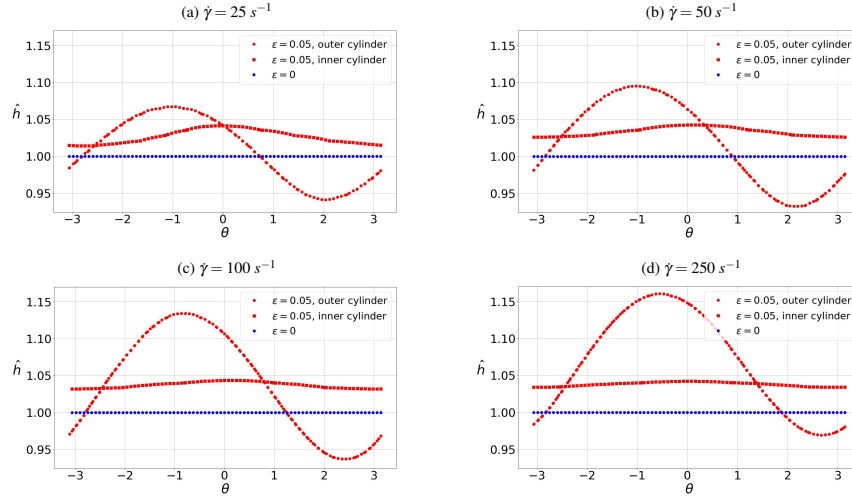 (a) γ̇ = 25 s⁻¹
1.15
1.10
1.05
1.00
0.95
ĥ
ε = 0.05, outer cylinder
ε = 0.05, inner cylinder
ε = 0
−3 −2 −1 0 1 2 3
θ
(b) γ̇ = 50 s⁻¹
1.15
1.10
1.05
1.00
0.95
ĥ
ε = 0.05, outer cylinder
ε = 0.05, inner cylinder
ε = 0
−3 −2 −1 0 1 2 3
θ
(c) γ̇ = 100 s⁻¹
1.15
1.10
1.05
1.00
0.95
ĥ
ε = 0.05, outer cylinder
ε = 0.05, inner cylinder
ε = 0
−3 −2 −1 0 1 2 3
θ
(d) γ̇ = 250 s⁻¹
1.15
1.10
1.05
1.00
0.95
ĥ
ε = 0.05, outer cylinder
ε = 0.05, inner cylinder
ε = 0
−3 −2 −1 0 1 2 3
θ